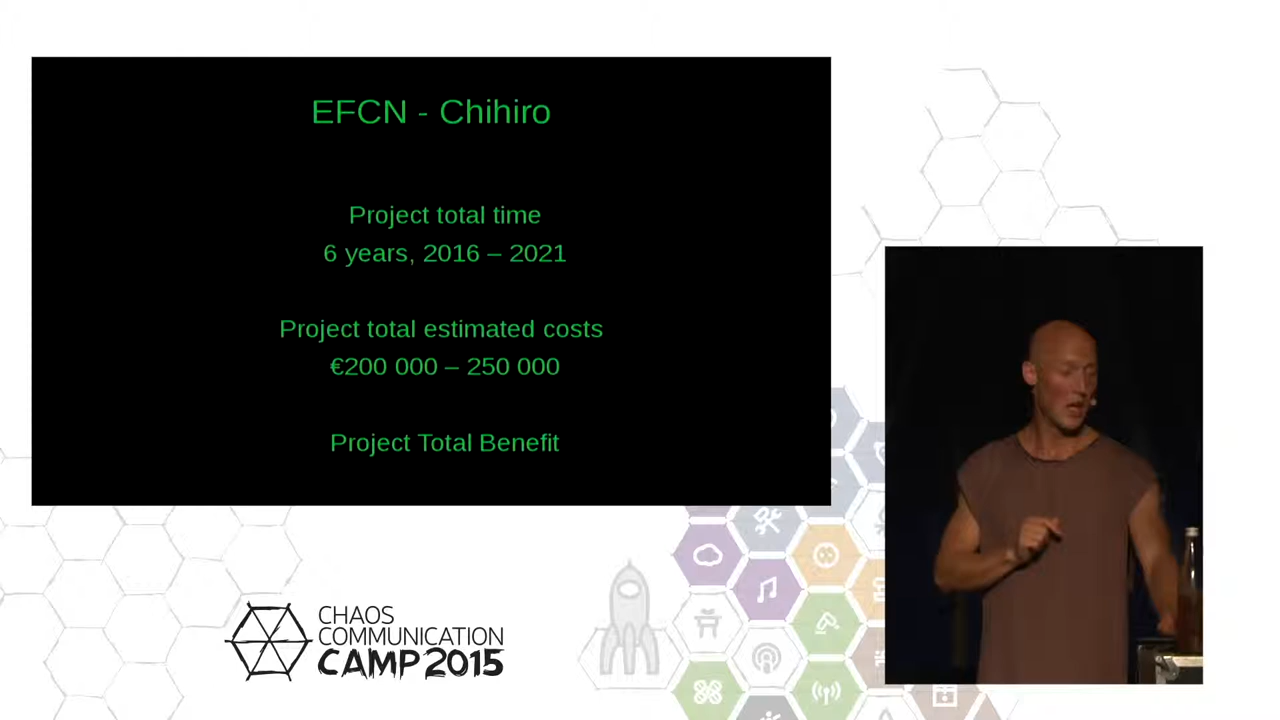 EFCN - Chihiro
Project total time
6 years, 2016 – 2021
Project total estimated costs
€200 000 – 250 000
Project Total Benefit
CHAOS
COMMUNICATION
CAMP 2015